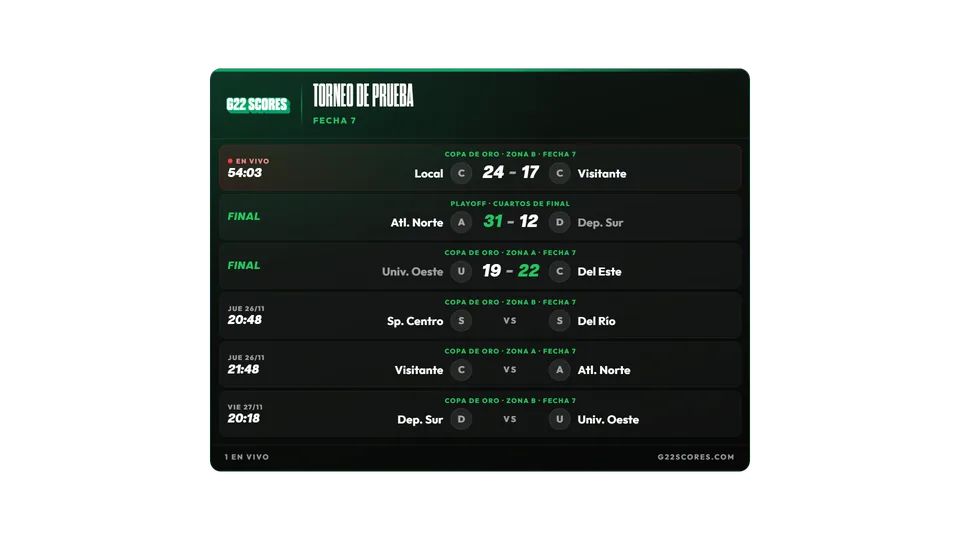 G22 SCORES
TORNEO DE PRUEBA
FECHA 7
COPA DE ORO · ZONA B · FECHA 7
EN VIVO
54:03
Local C 24 - 17 C Visitante
PLAYOFF · CUARTOS DE FINAL
FINAL
Atl. Norte A 31 - 12 D Dep. Sur
COPA DE ORO · ZONA A · FECHA 7
FINAL
Univ. Oeste U 19 - 22 C Del Este
COPA DE ORO · ZONA B · FECHA 7
JUE 26/11
20:48
Sp. Centro S VS S Del Río
COPA DE ORO · ZONA A · FECHA 7
JUE 26/11
21:48
Visitante C VS A Atl. Norte
COPA DE ORO · ZONA B · FECHA 7
VIE 27/11
20:18
Dep. Sur D VS U Univ. Oeste
1 EN VIVO
G22SCORES.COM